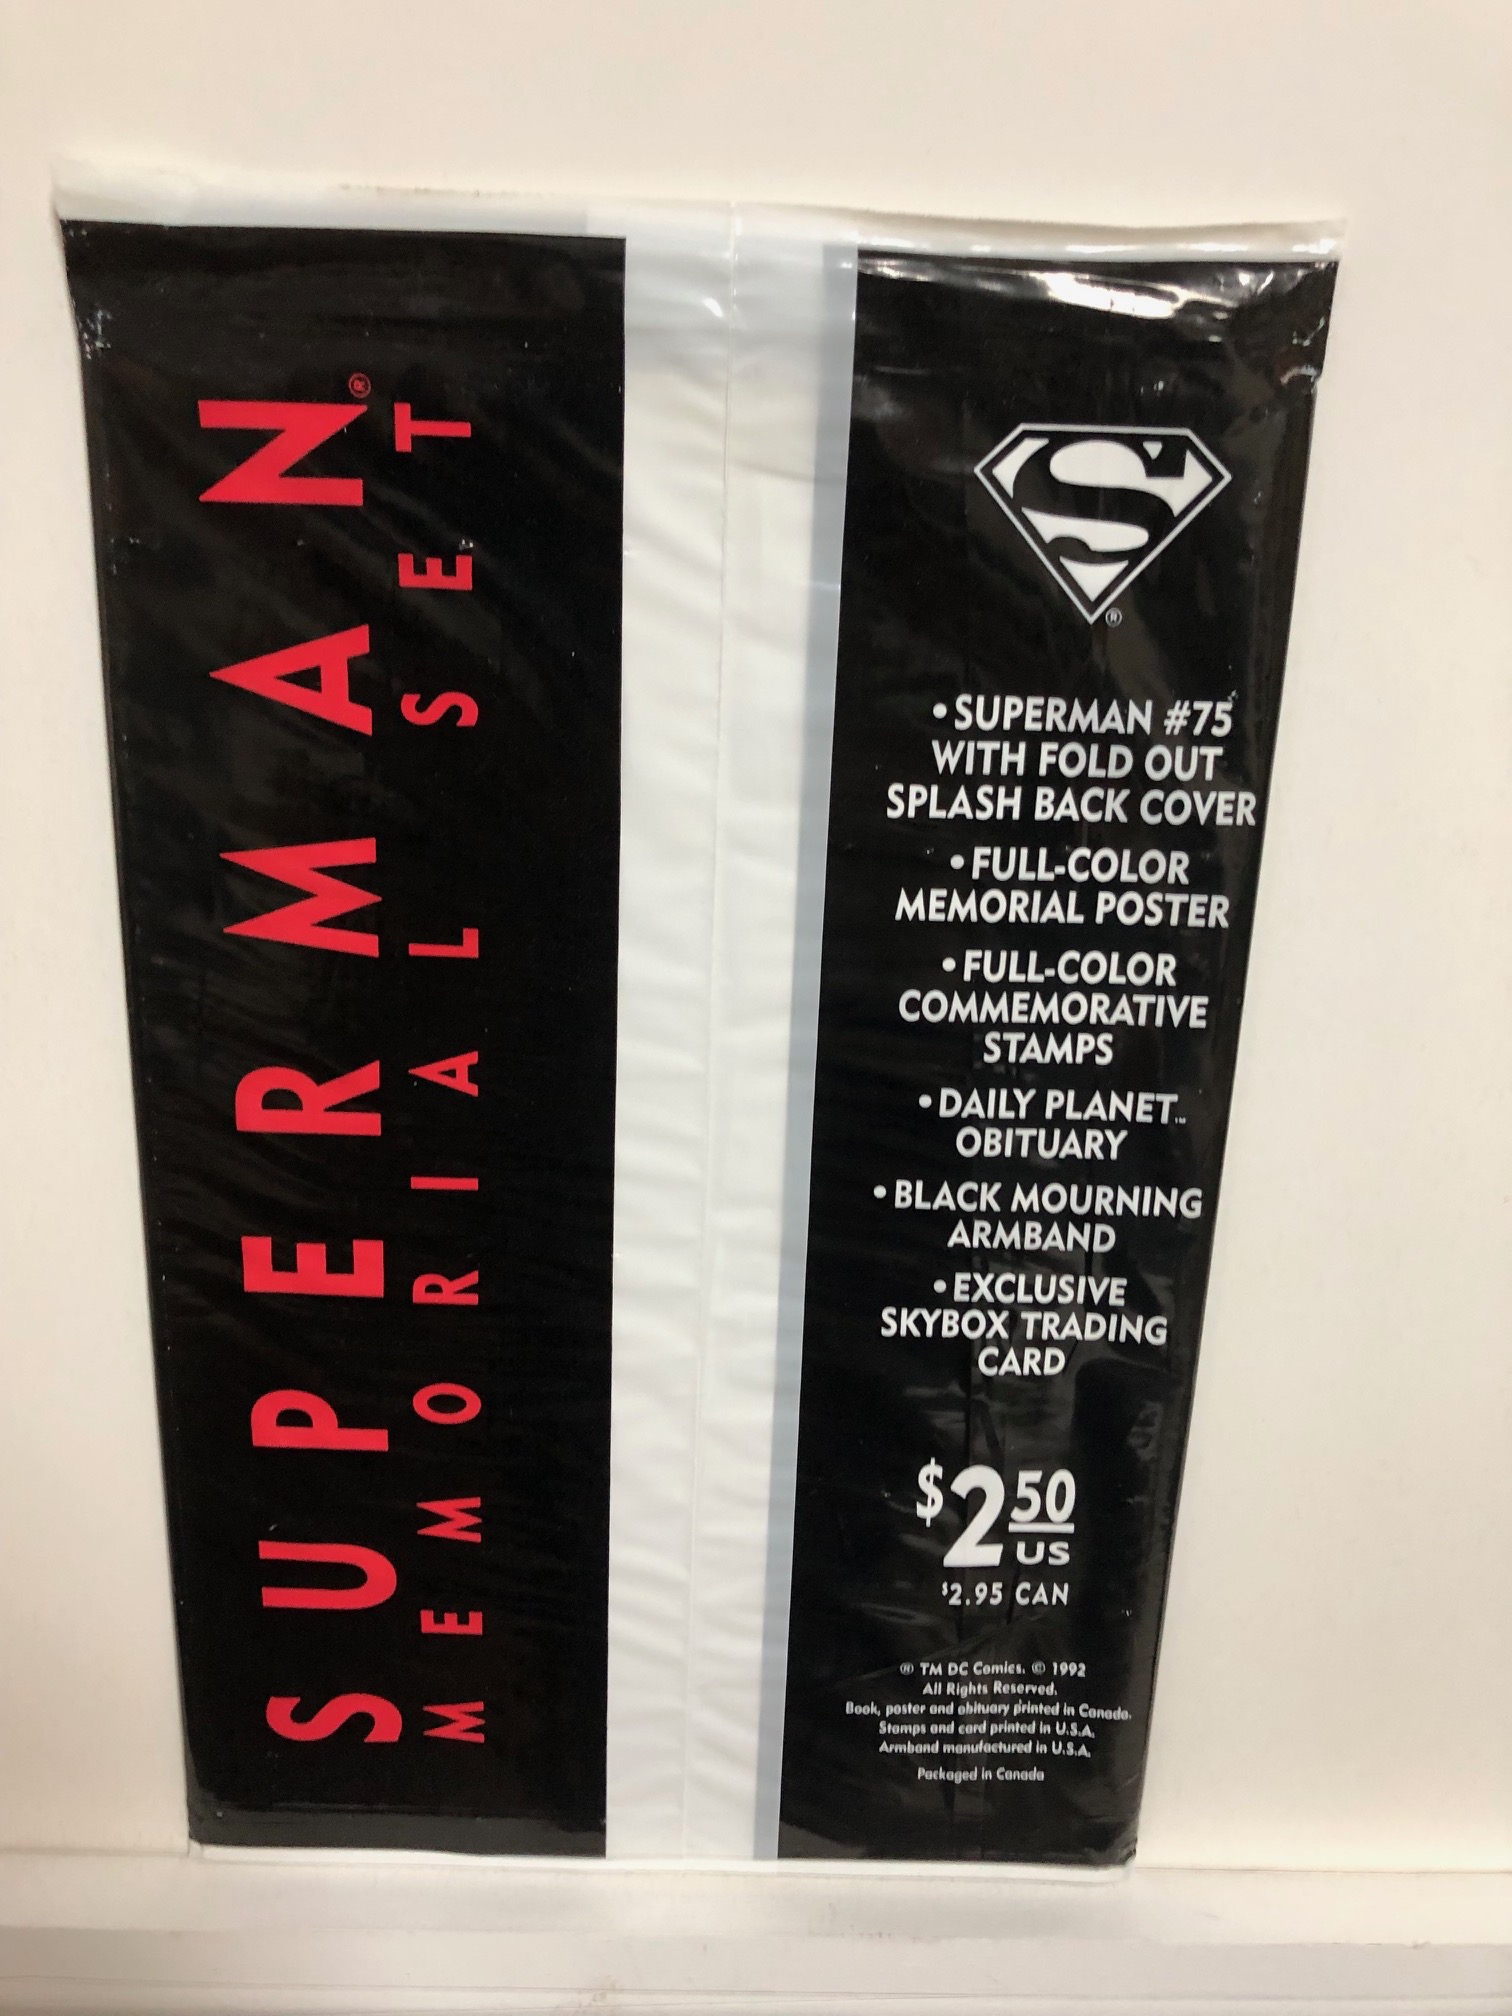 SUPERMAN®
MEMORIAL SET
S
®
• SUPERMAN #75
WITH FOLD OUT
SPLASH BACK COVER
• FULL-COLOR
MEMORIAL POSTER
• FULL-COLOR
COMMEMORATIVE
STAMPS
• DAILY PLANET™
OBITUARY
• BLACK MOURNING
ARMBAND
• EXCLUSIVE
SKYBOX TRADING
CARD
$2 50
US
$2.95 CAN
® TM DC Comics. © 1992
All Rights Reserved.
Book, poster and obituary printed in Canada.
Stamps and card printed in U.S.A.
Armband manufactured in U.S.A.
Packaged in Canada